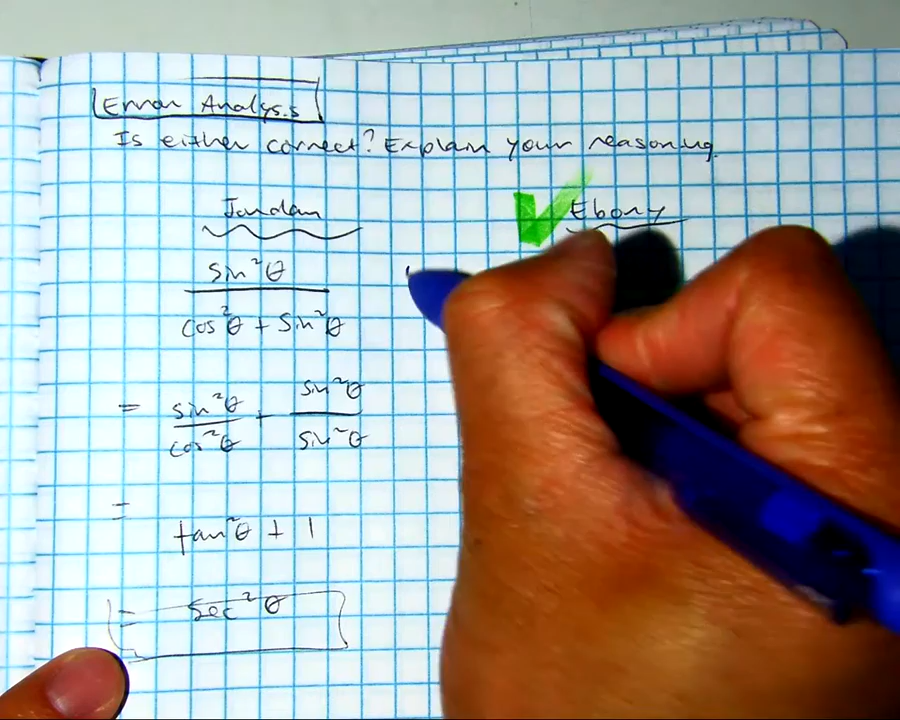 Error Analysis
Is either correct? Explain your reasoning.
Jordan
Ebony
sin²θ
cos²θ + sin²θ
= sin²θ/cos²θ + sin²θ/sin²θ
=
tan²θ + 1
= sec²θ